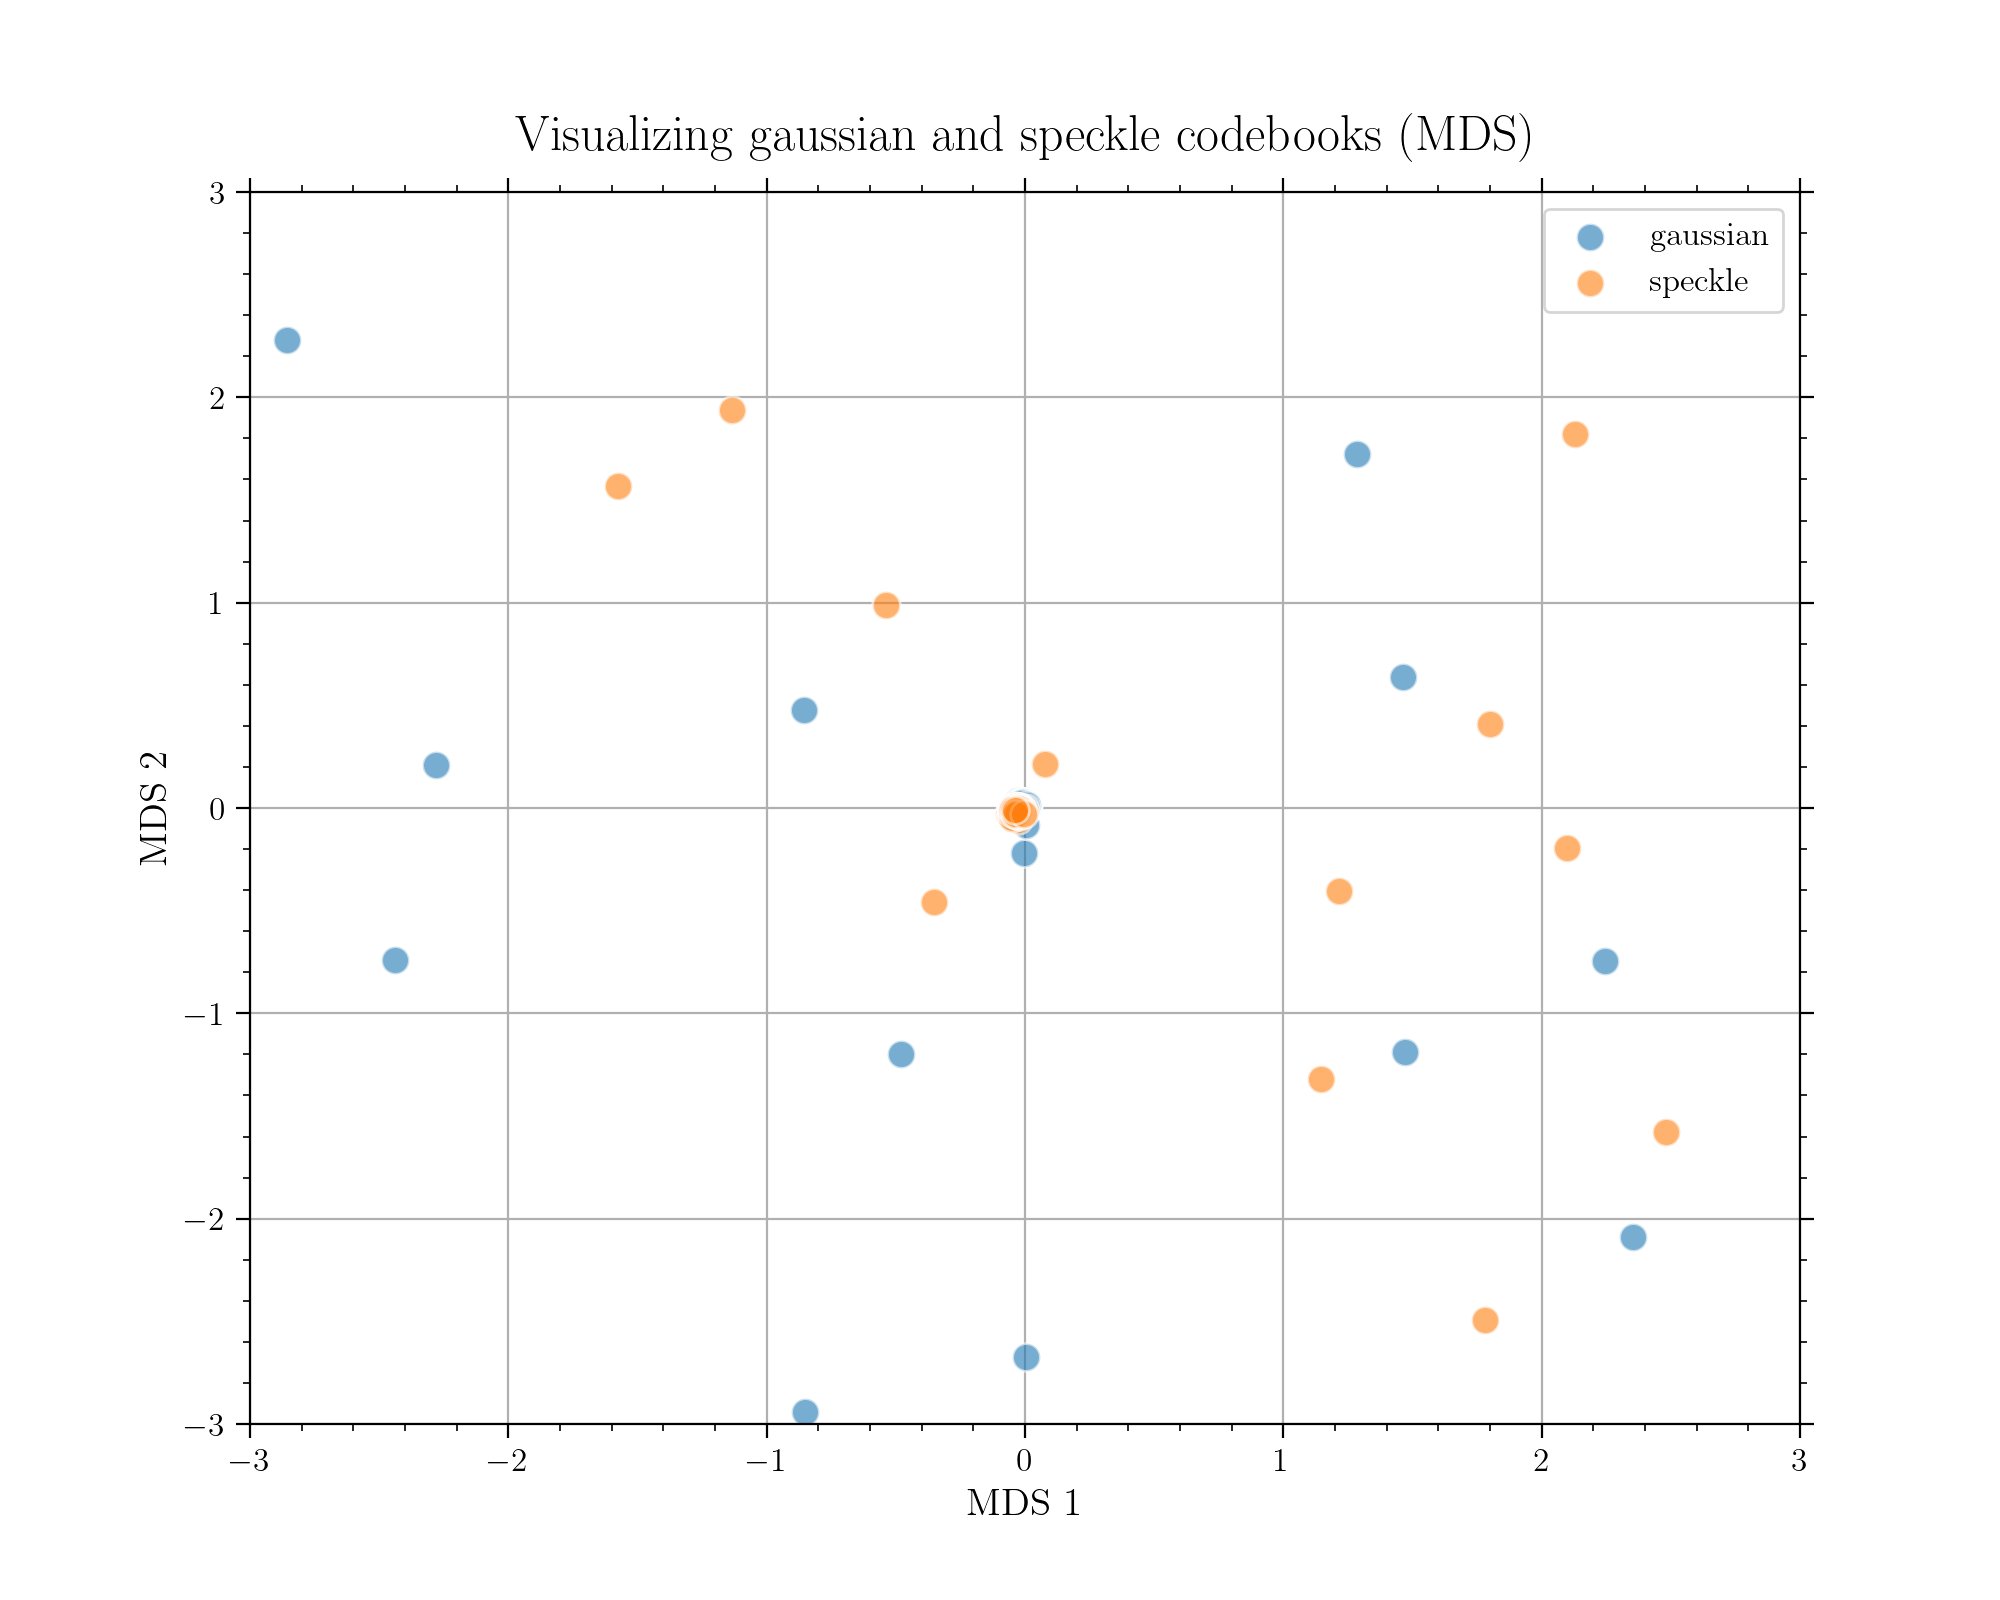 Visualizing gaussian and speckle codebooks (MDS)
gaussian
speckle
3
2
1
0
−1
−2
−3
MDS 2
−3 −2 −1 0 1 2 3
MDS 1